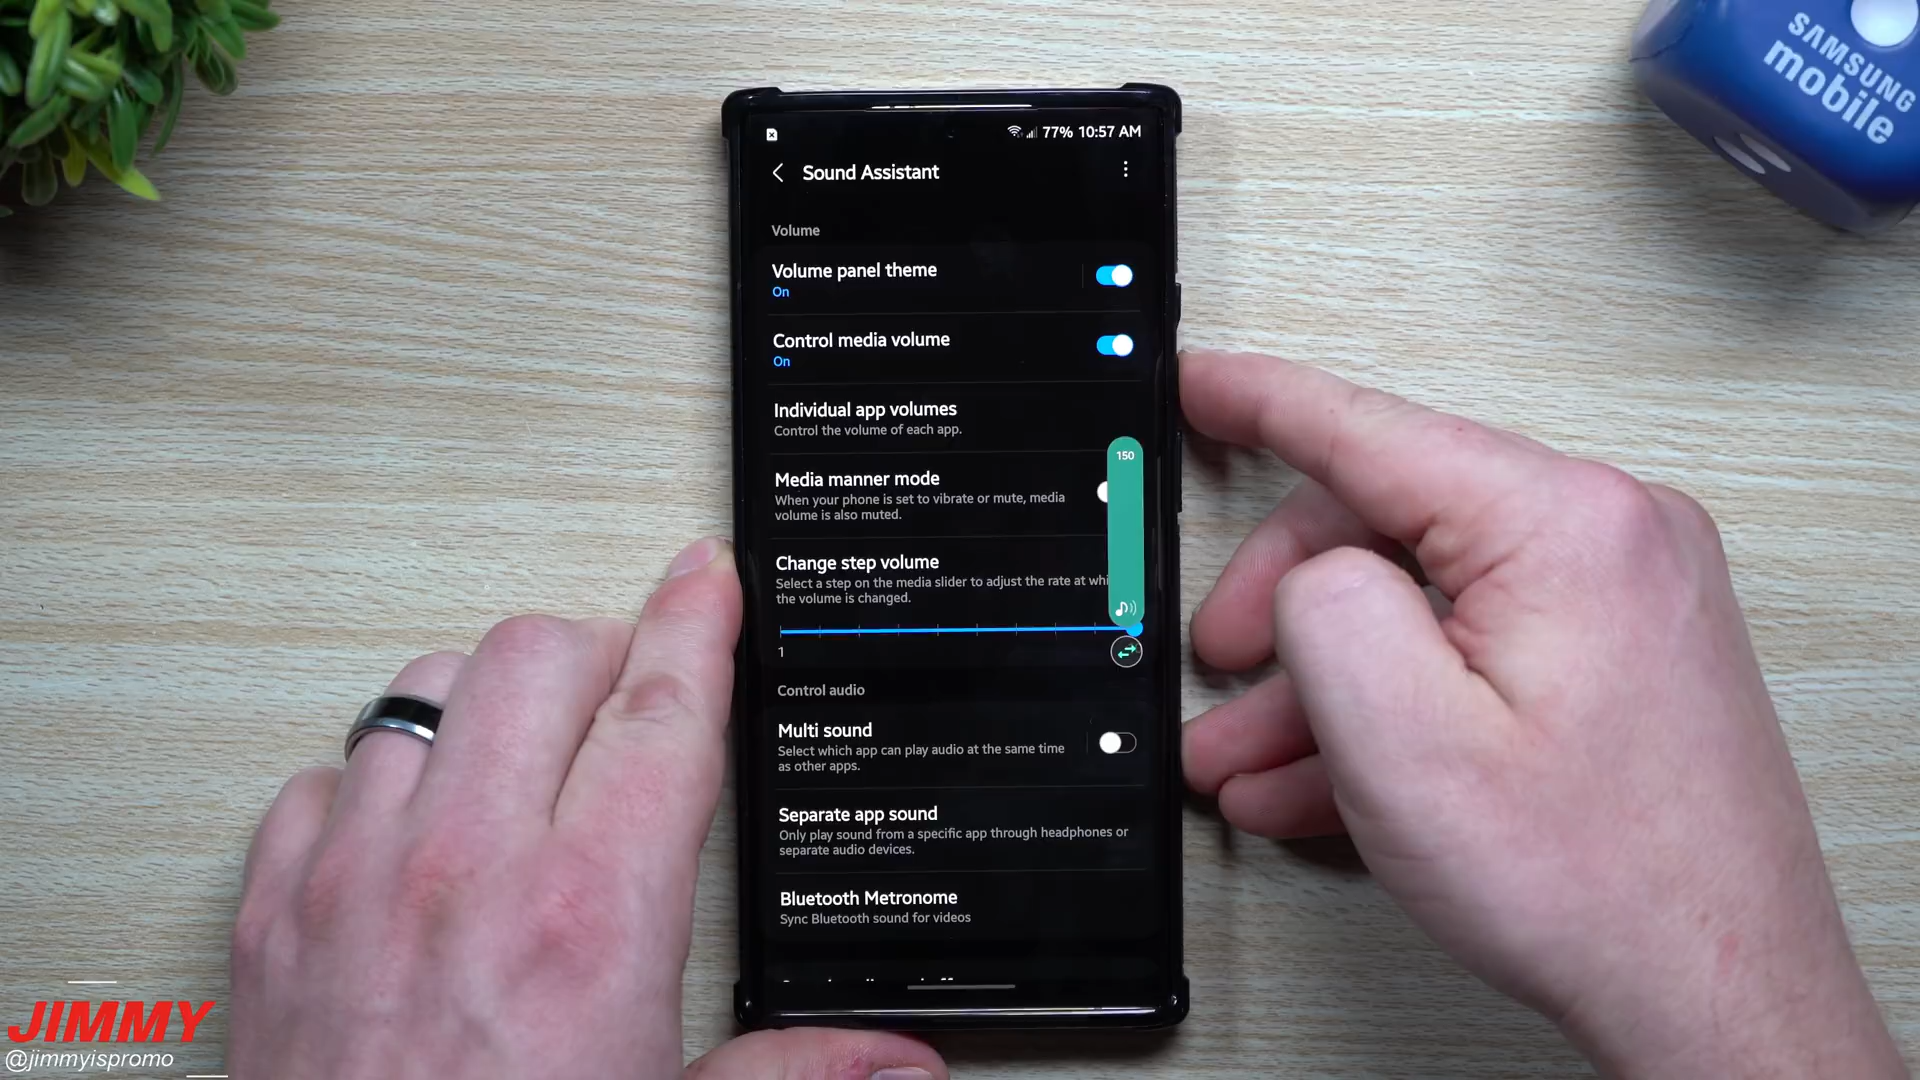 SAMSUNG
mobile
77% 10:57 AM
Sound Assistant
Volume
Volume panel theme
On
Control media volume
On
Individual app volumes
Control the volume of each app.
150
Media manner mode
When your phone is set to vibrate or mute, media
volume is also muted.
Change step volume
Select a step on the media slider to adjust the rate at whi
the volume is changed.
1
Control audio
Multi sound
Select which app can play audio at the same time
as other apps.
Separate app sound
Only play sound from a specific app through headphones or
separate audio devices.
Bluetooth Metronome
Sync Bluetooth sound for videos
JIMMY
@jimmyispromo